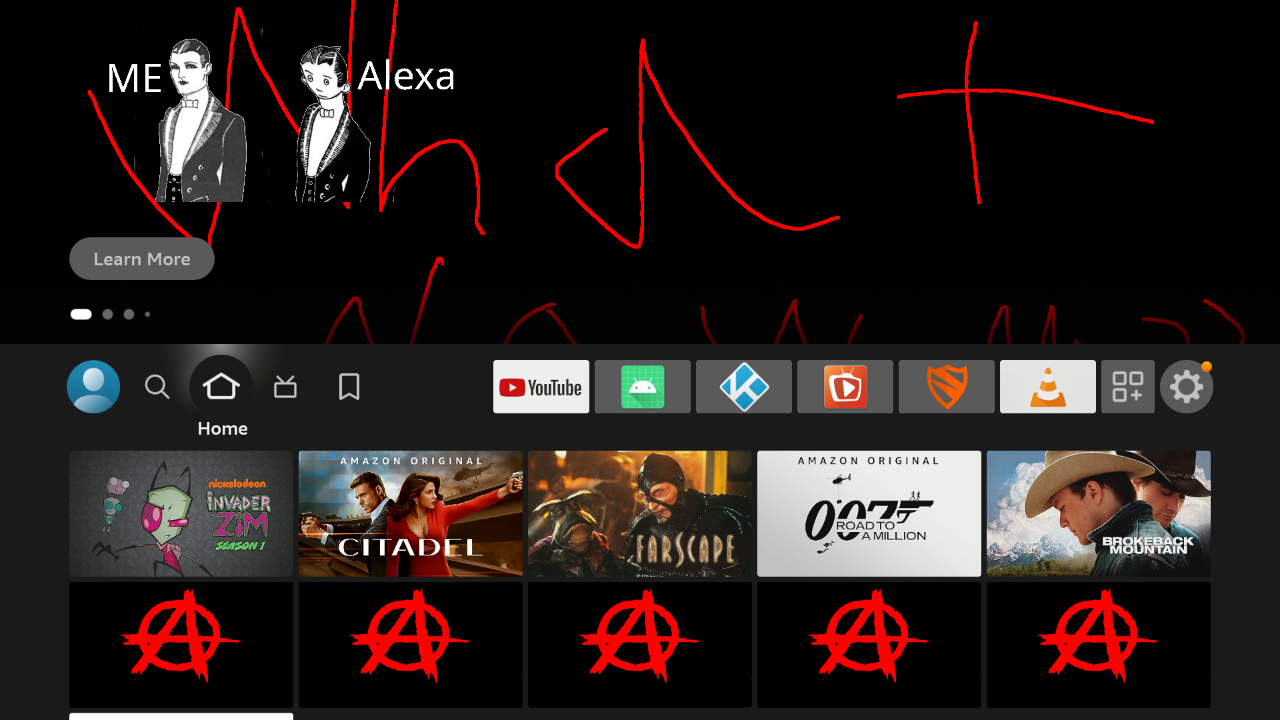 ME
Alexa
What
Now M??
Learn More
YouTube
Home
nickelodeon
INVADER
ZIM
SEASON 1
AMAZON ORIGINAL
CITADEL
FARSCAPE
AMAZON ORIGINAL
007
ROAD TO
A MILLION
BROKEBACK
MOUNTAIN